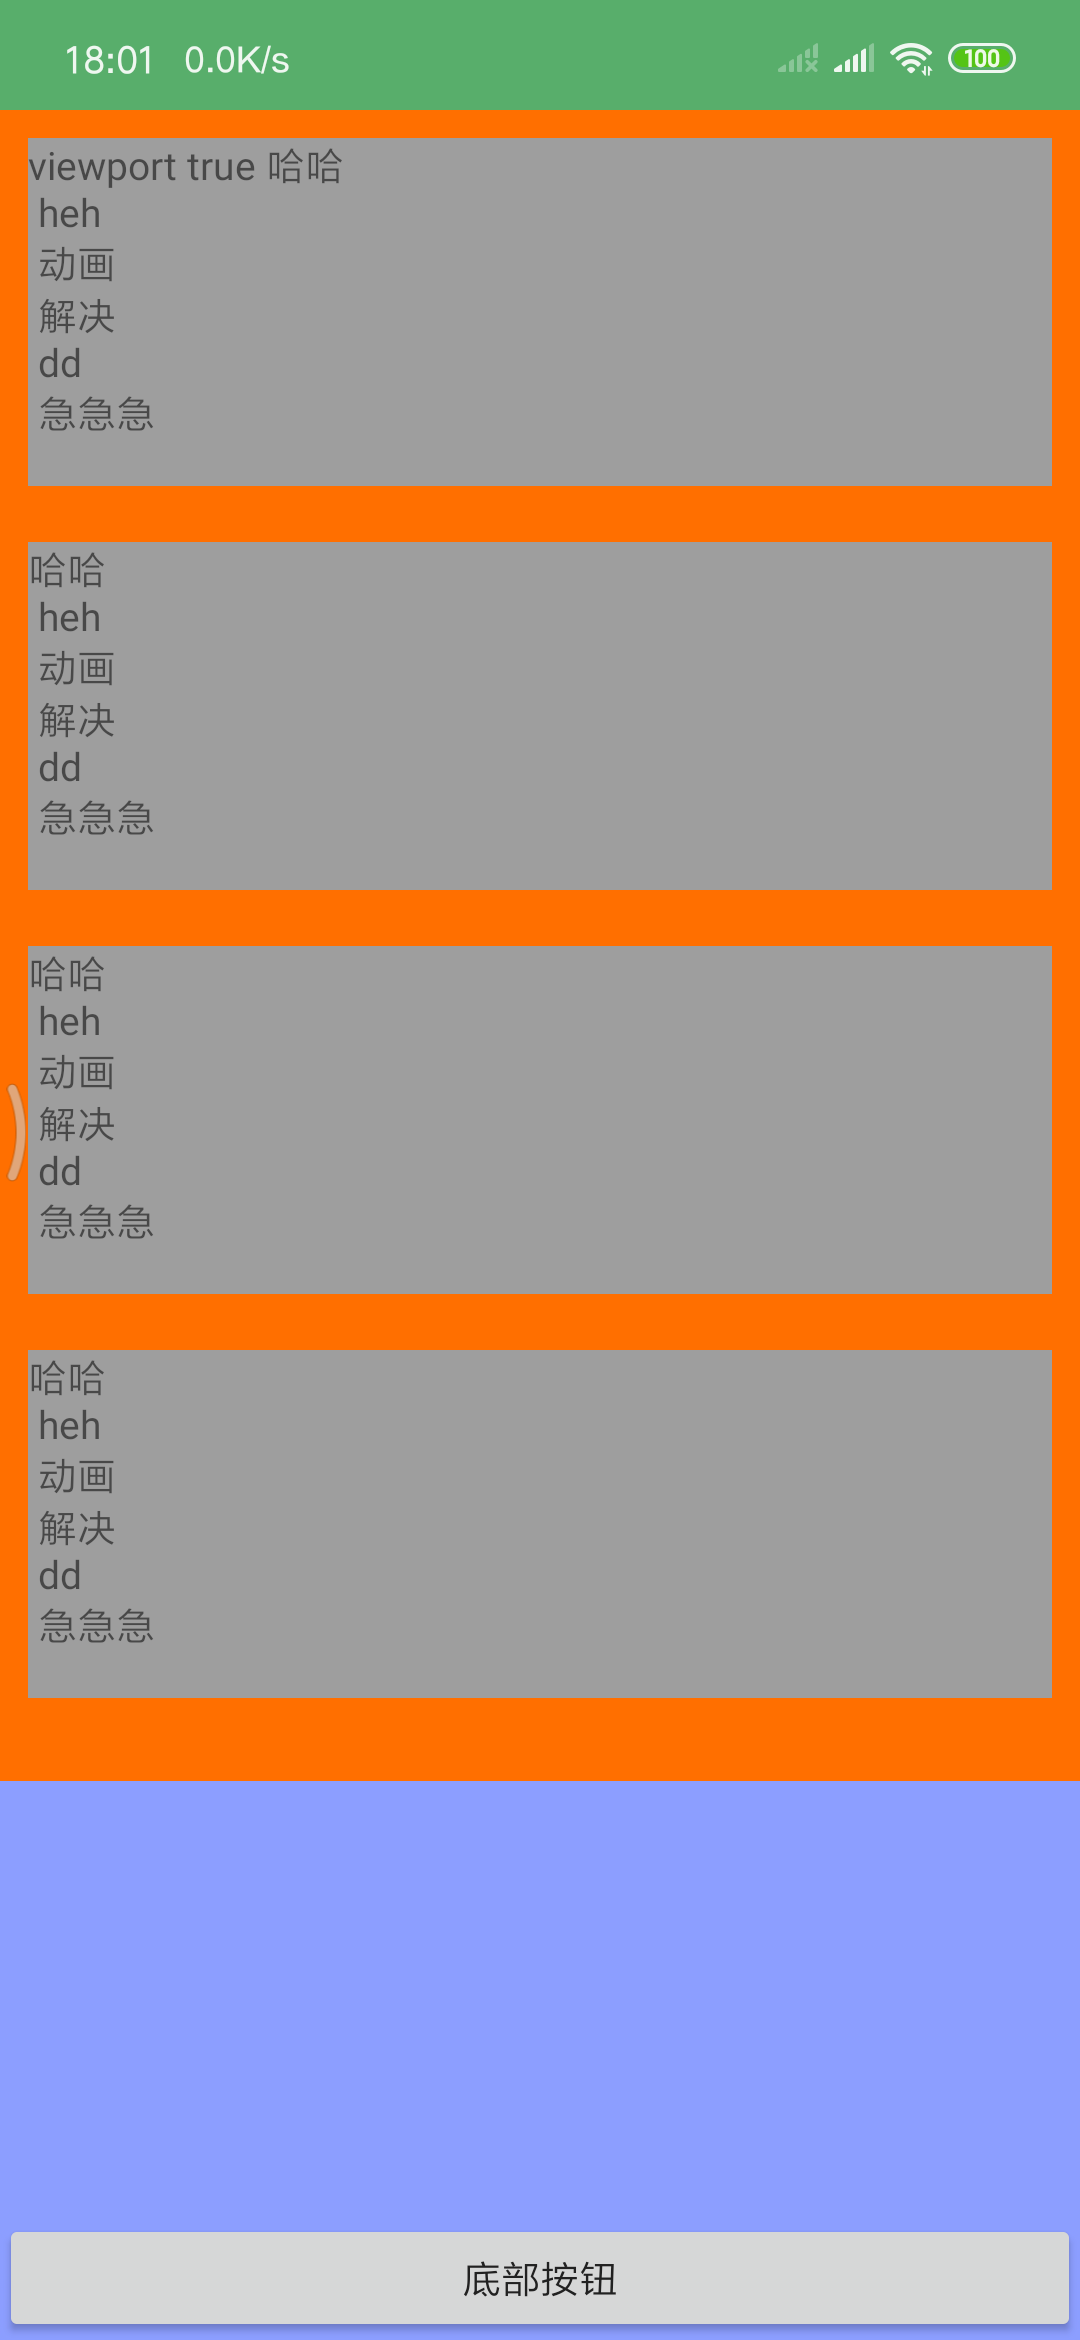 18:01 0.0K/s 100
viewport true 哈哈
heh
动画
解决
dd
急急急
哈哈
heh
动画
解决
dd
急急急
哈哈
heh
动画
解决
dd
急急急
哈哈
heh
动画
解决
dd
急急急
底部按钮